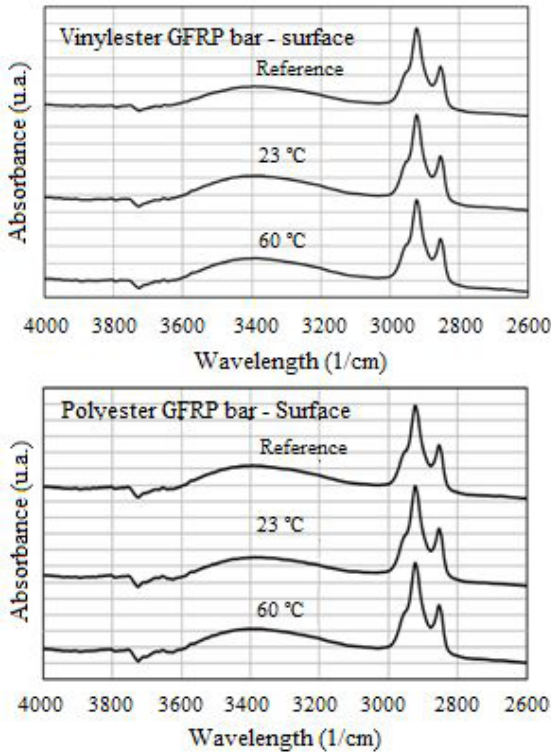 Vinylester GFRP bar - surface
Reference
23 °C
60 °C
Absorbance (u.a.)
4000 3800 3600 3400 3200 3000 2800 2600
Wavelength (1/cm)
Polyester GFRP bar - Surface
Reference
23 °C
60 °C
Absorbance (u.a.)
4000 3800 3600 3400 3200 3000 2800 2600
Wavelength (1/cm)